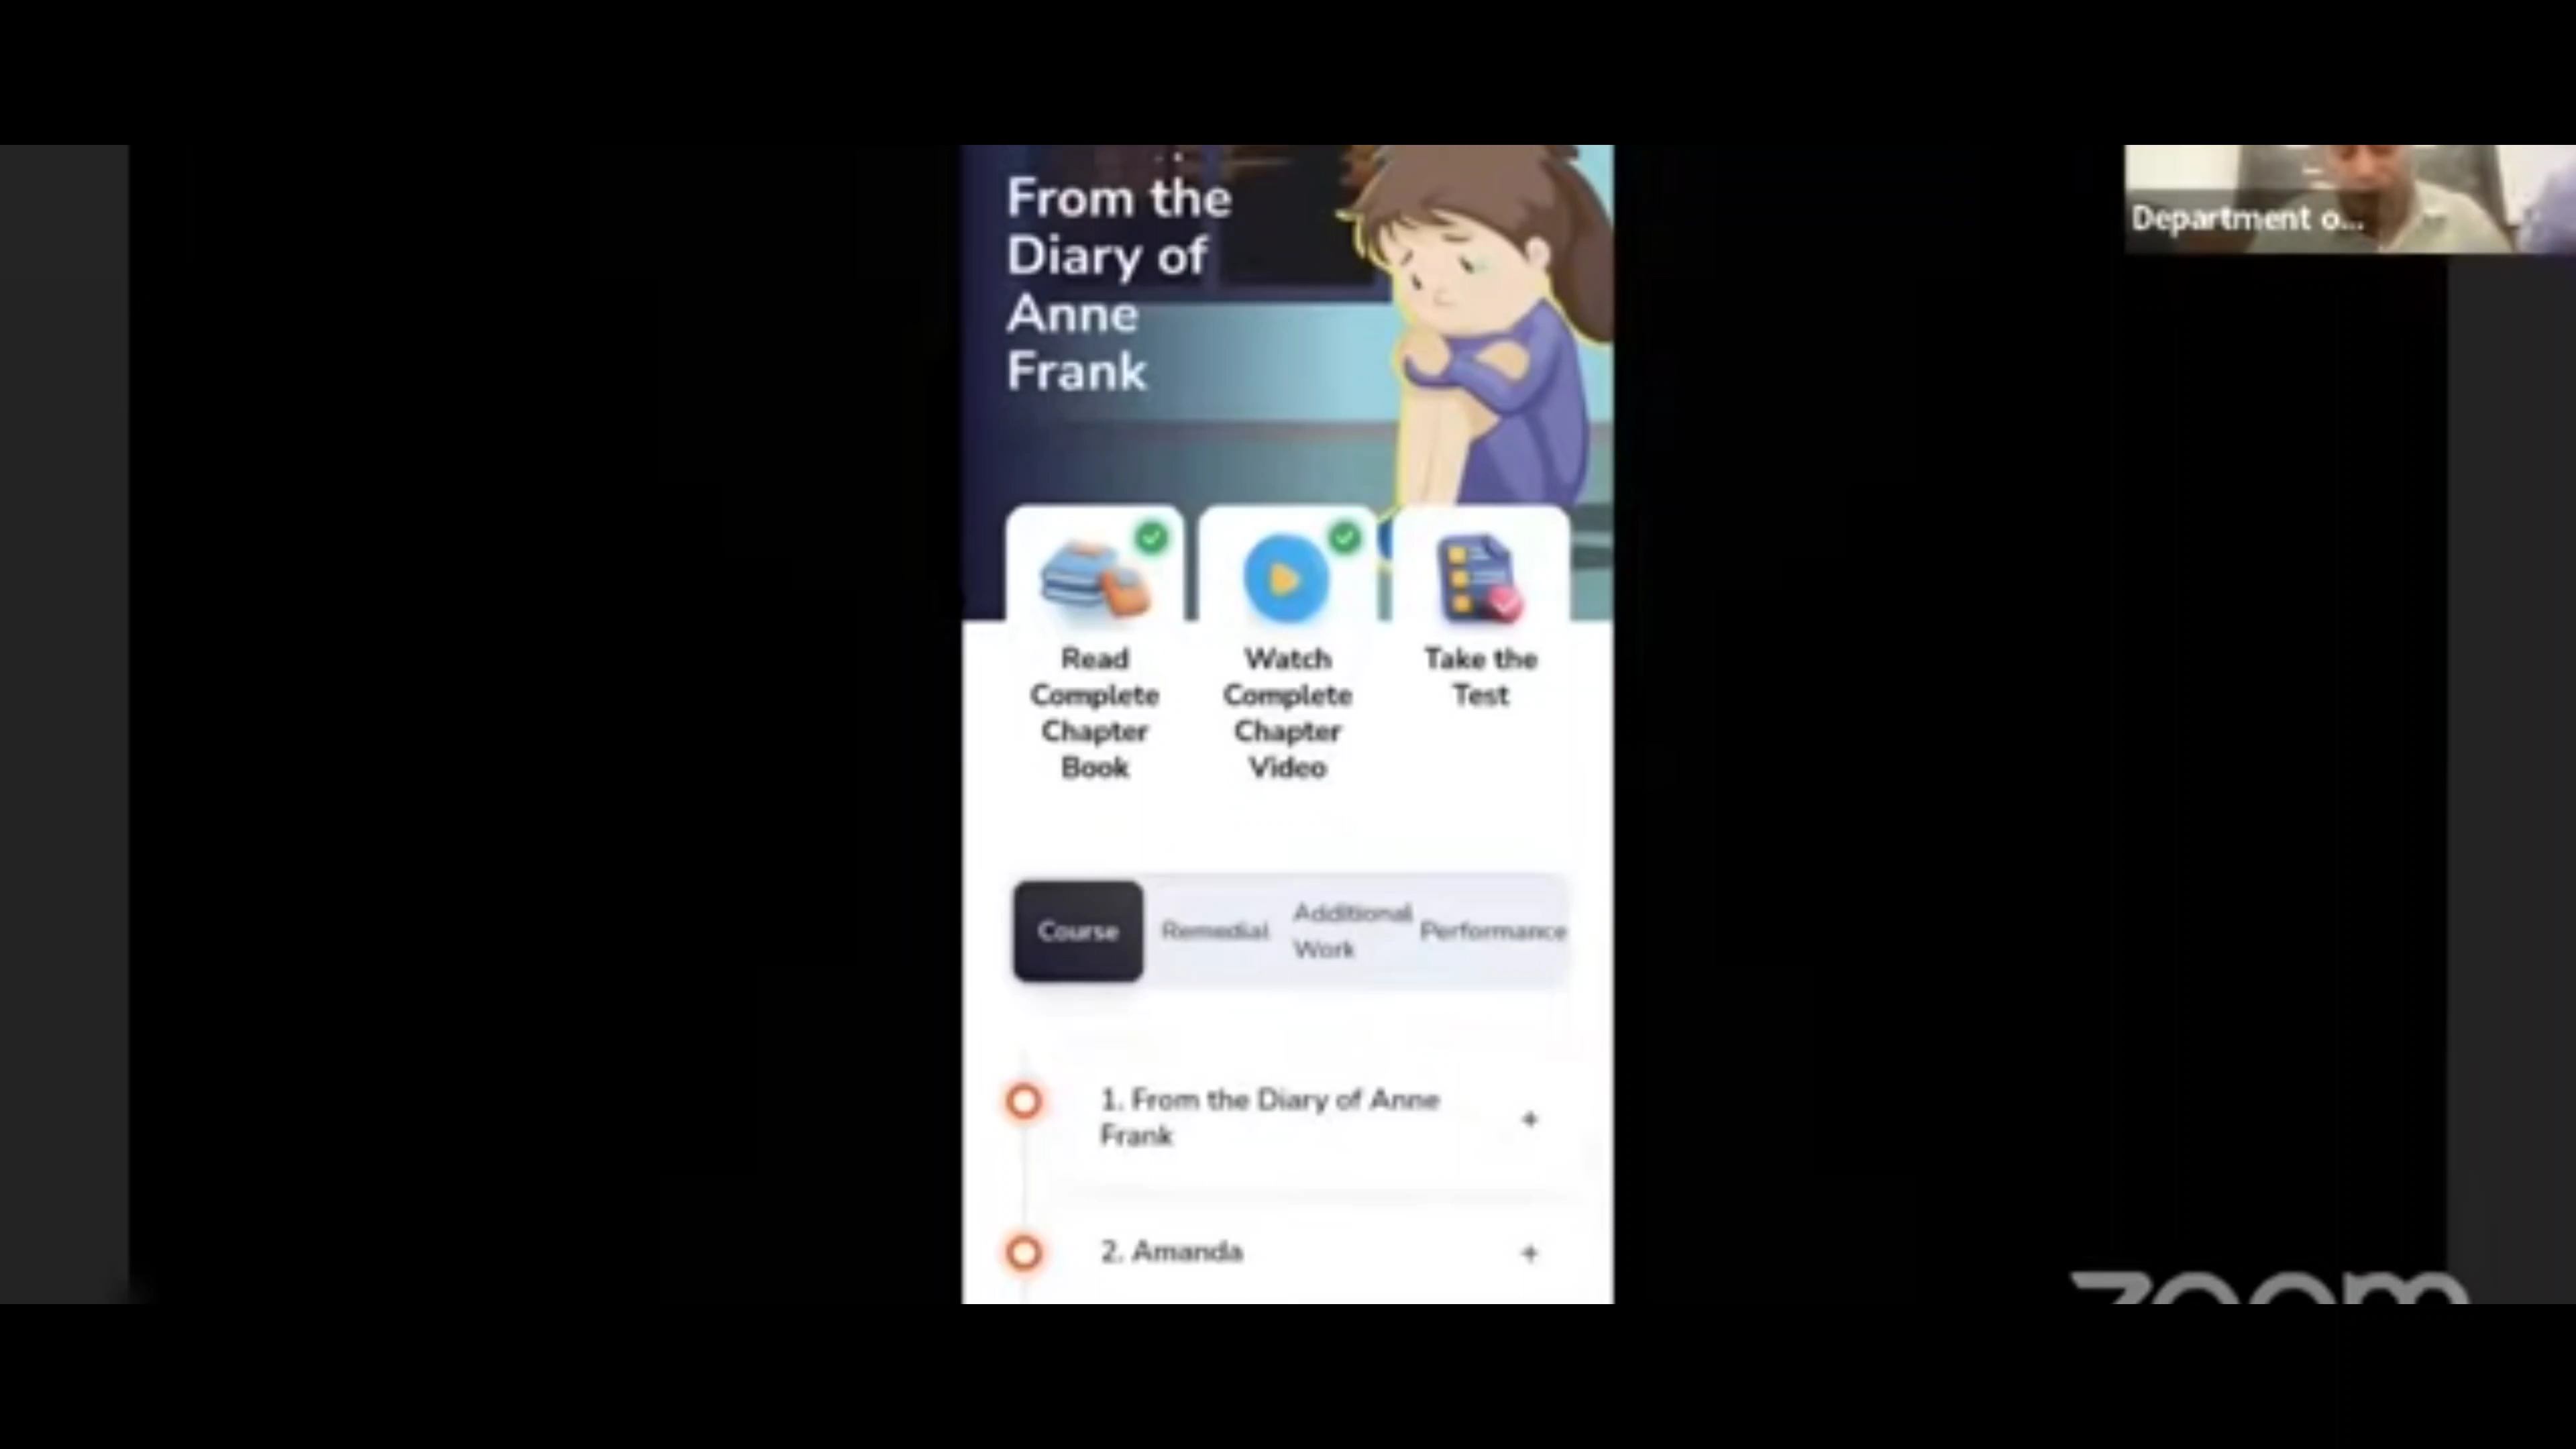 From the
Diary of
Anne
Frank
Department o...
Read
Complete
Chapter
Book
Watch
Complete
Chapter
Video
Take the
Test
Course
Remedial
Additional
Work
Performance
1. From the Diary of Anne
Frank
+
2. Amanda
+
zoom